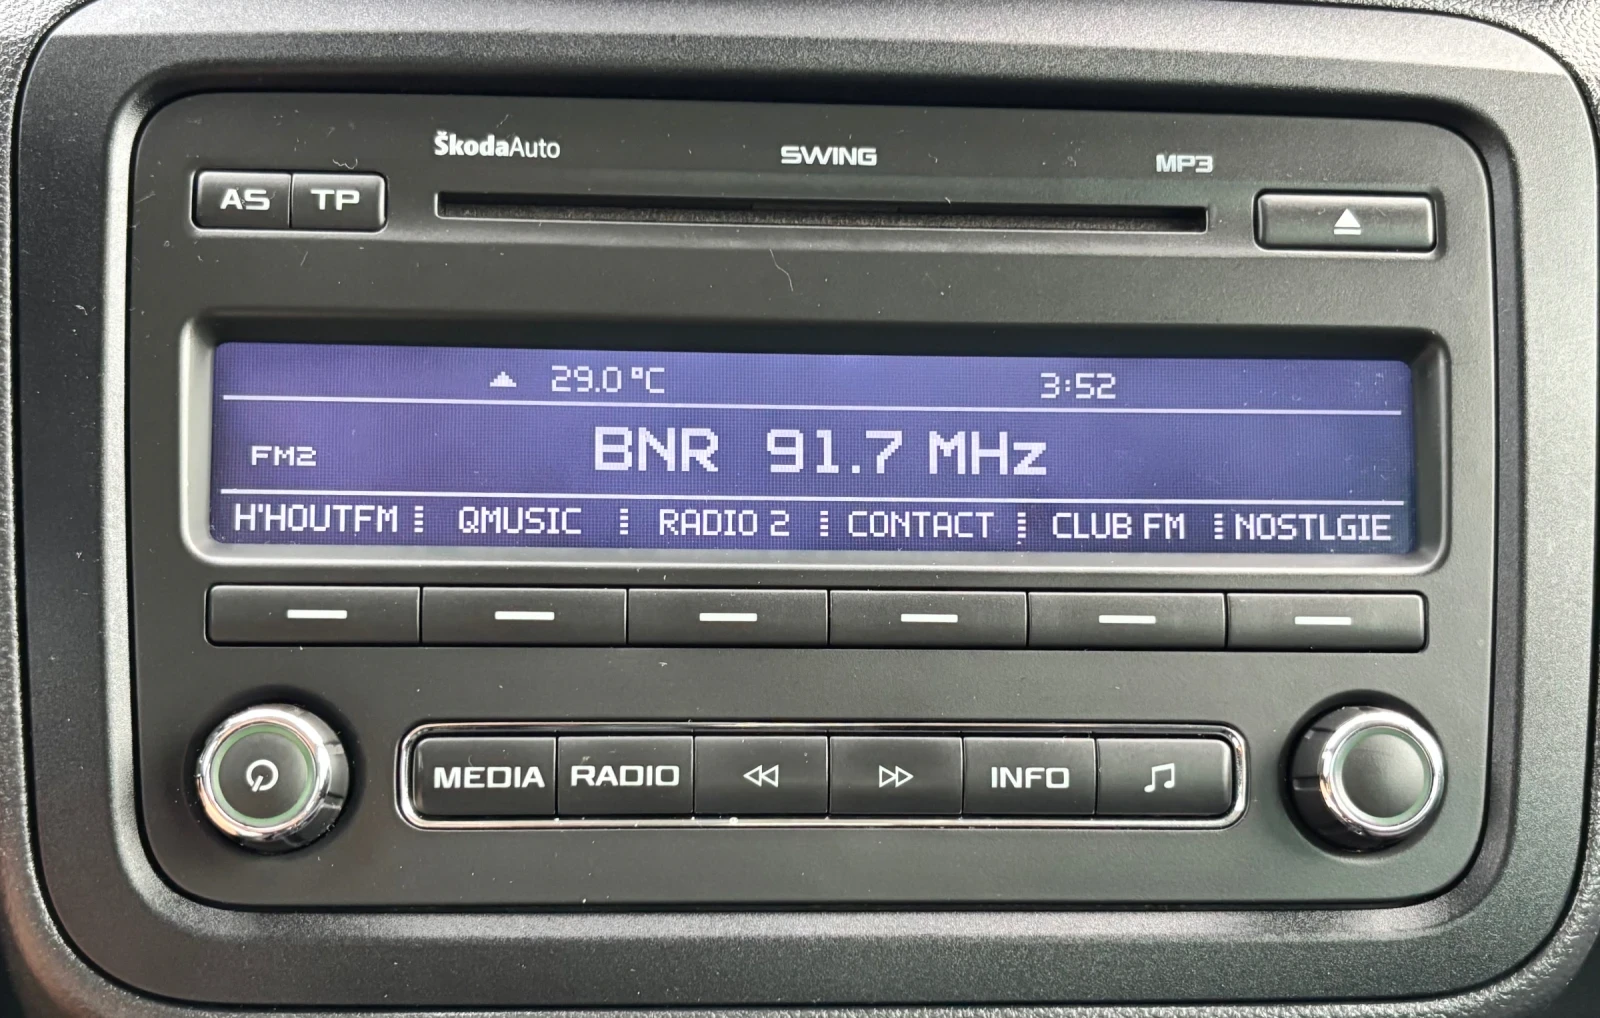 ŠkodaAuto SWING MP3
AS TP
29.0 °C 3:52
FM2 BNR 91.7 MHz
H'HOUTFM QMUSIC RADIO 2 CONTACT CLUB FM NOSTLGIE
MEDIA RADIO INFO